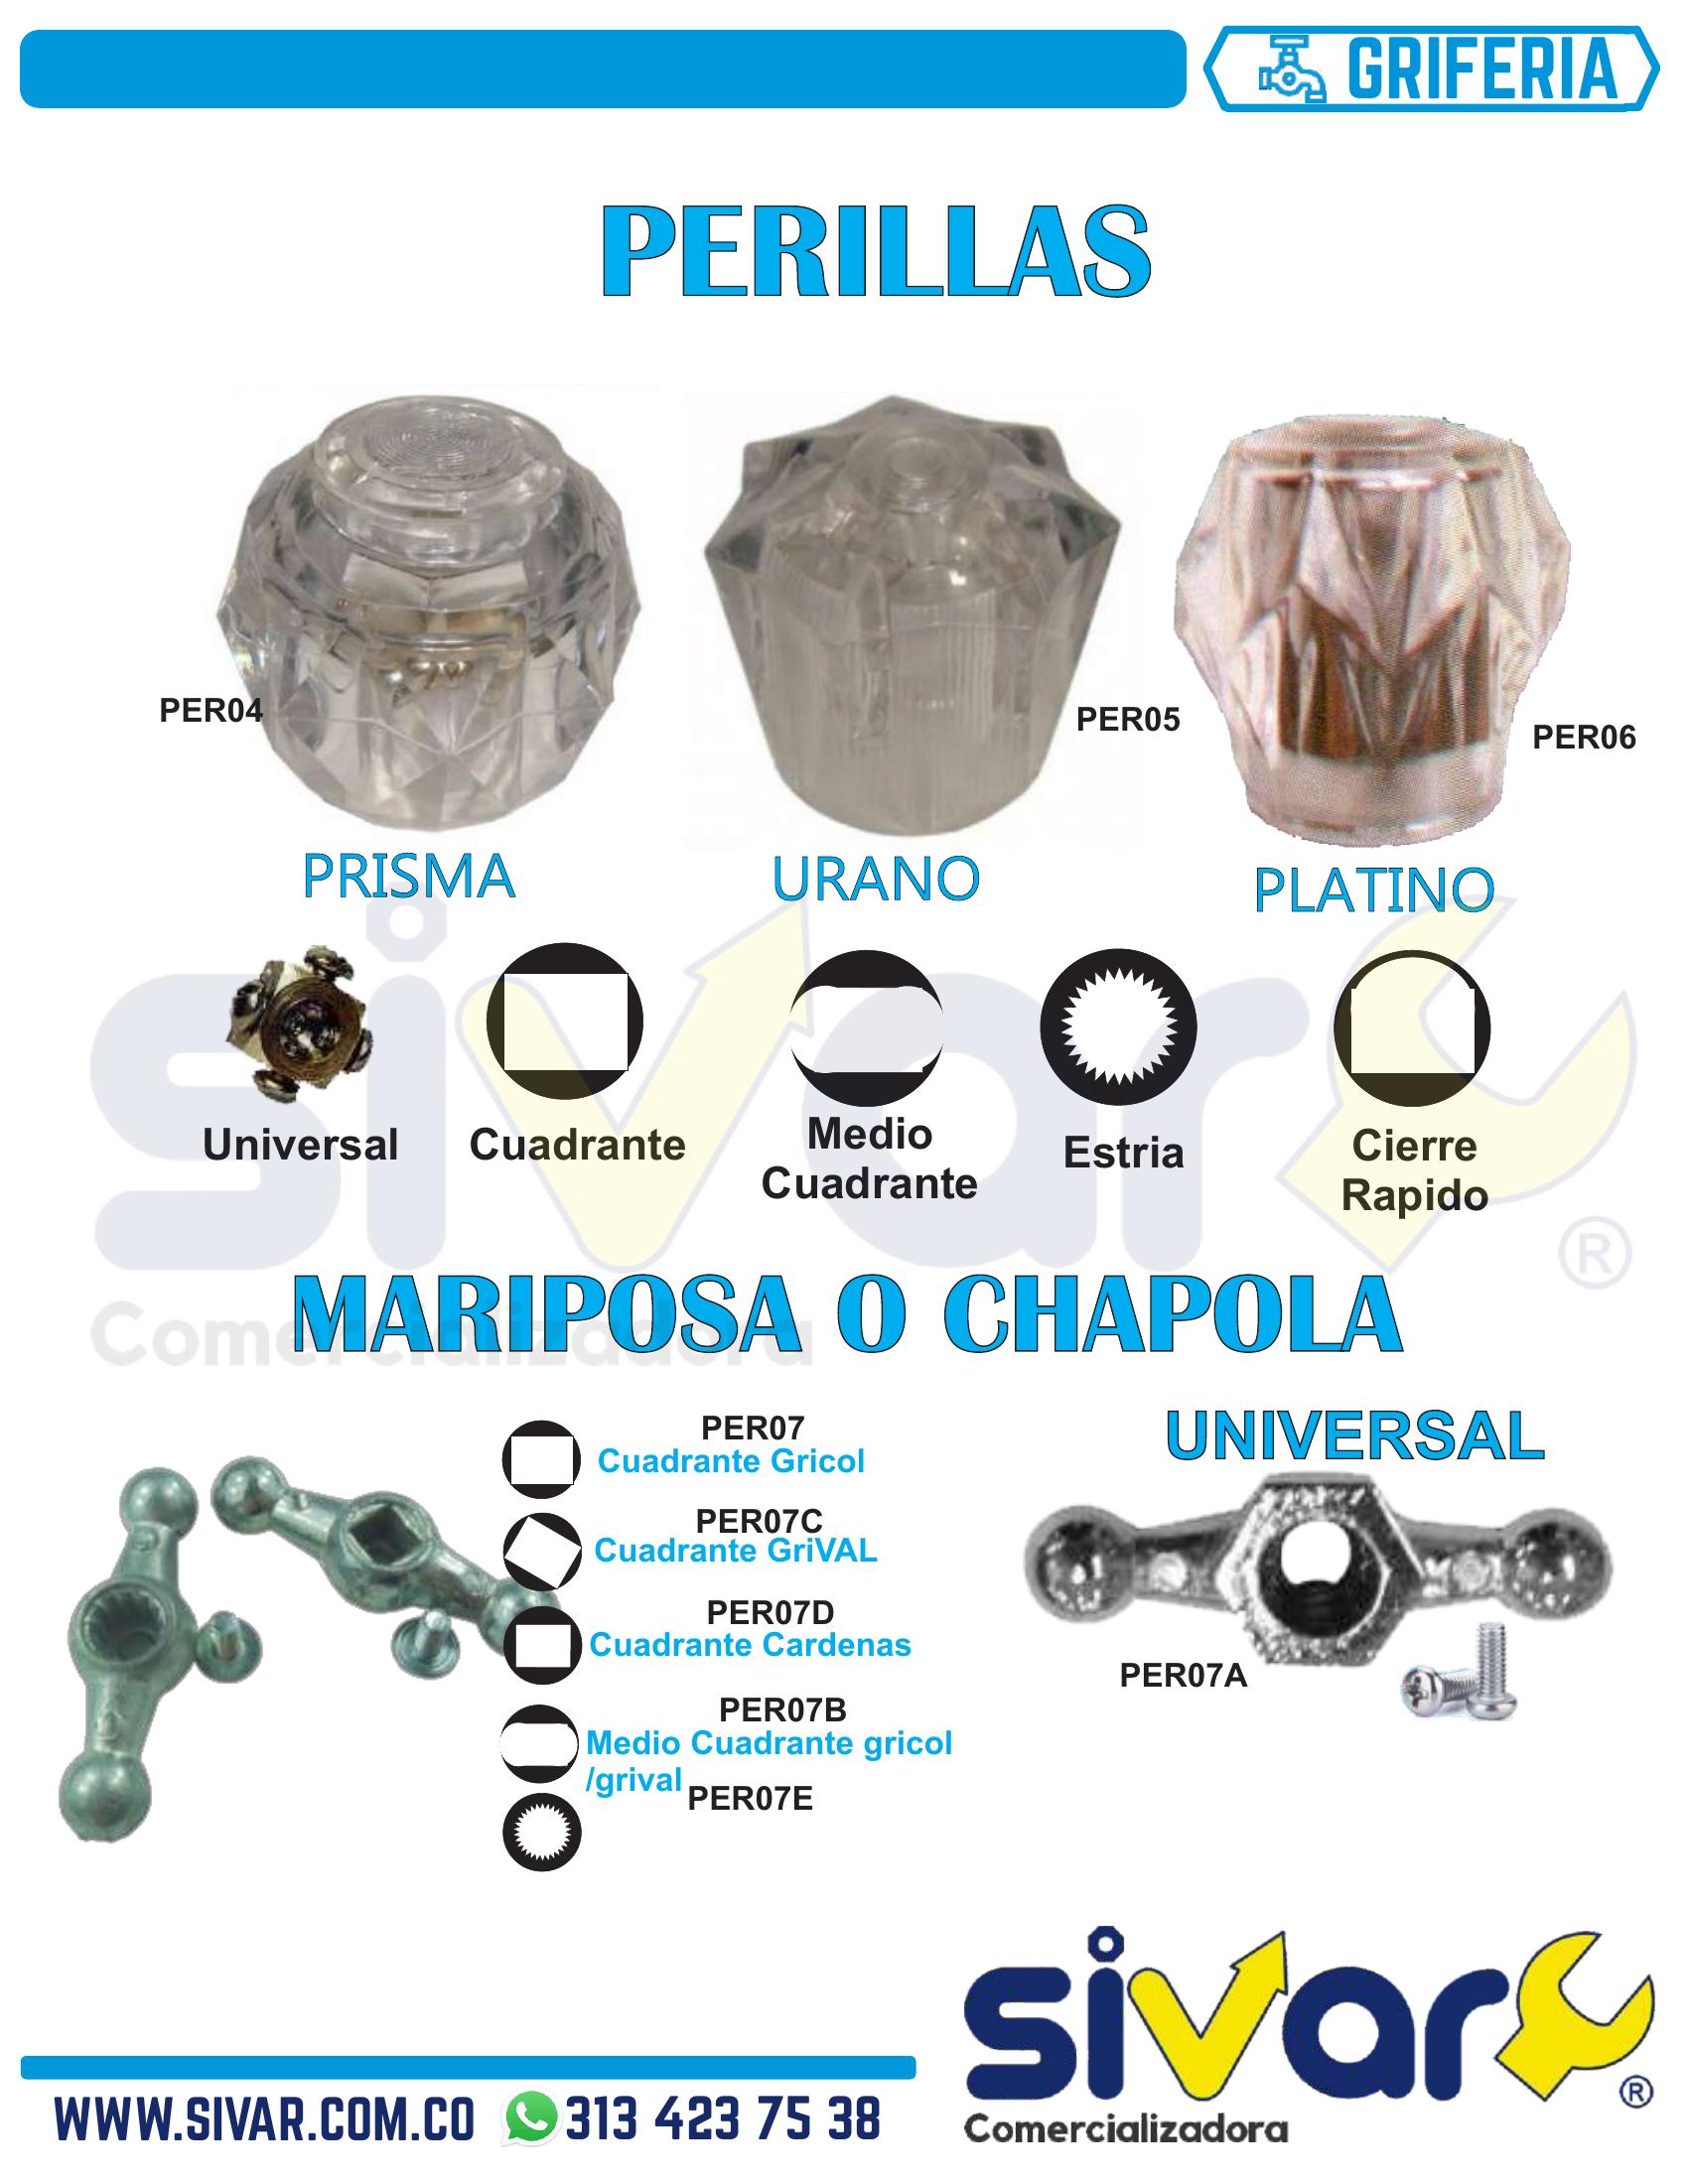 GRIFERIA
PERILLAS
PER04
PER05
PER06
PRISMA
URANO
PLATINO
Universal
Cuadrante
Medio
Cuadrante
Estria
Cierre
Rapido
sivar
®
Comercializadora
MARIPOSA O CHAPOLA
PER07
Cuadrante Gricol
PER07C
Cuadrante GriVAL
PER07D
Cuadrante Cardenas
PER07B
Medio Cuadrante gricol
/grival
PER07E
UNIVERSAL
PER07A
sivar
®
Comercializadora
WWW.SIVAR.COM.CO
313 423 75 38